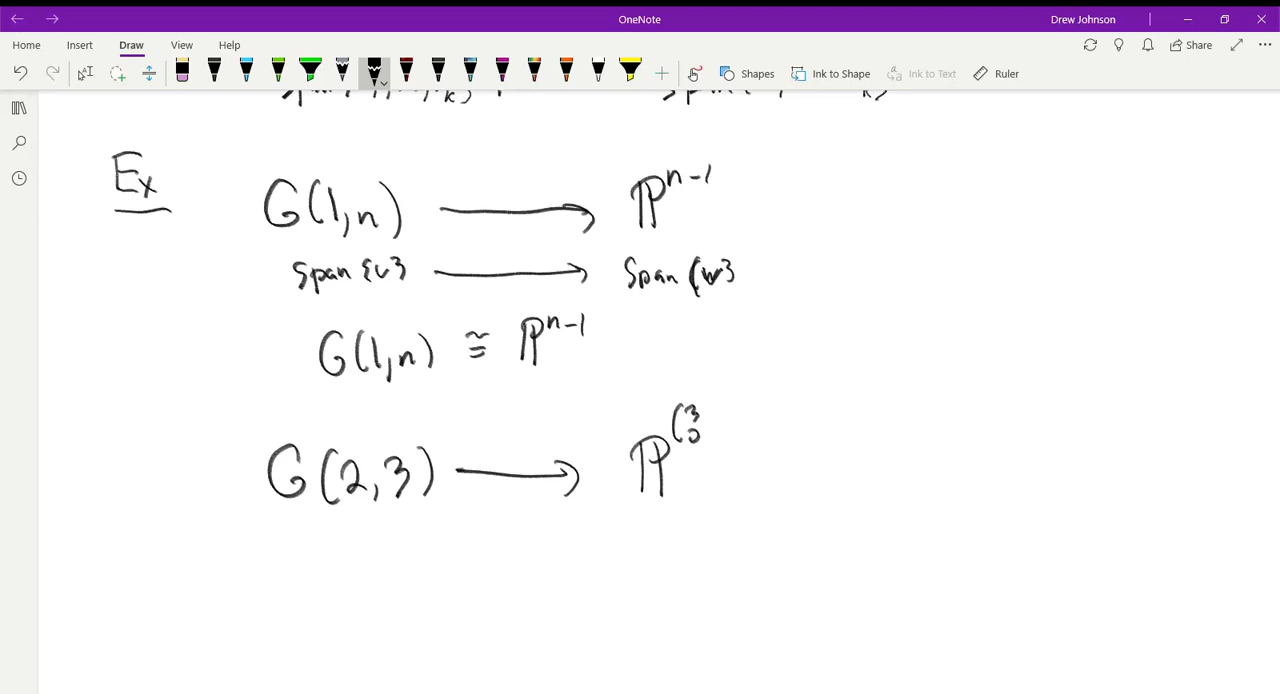 OneNote
Drew Johnson
Home Insert Draw View Help
Share
Shapes Ink to Shape Ink to Text Ruler
Ex G(1,n) ⟶ ℙ^{n-1}
Span {v} ⟶ Span {v}
G(1,n) ≅ ℙ^{n-1}
G(2,3) ⟶ ℙ^{(3